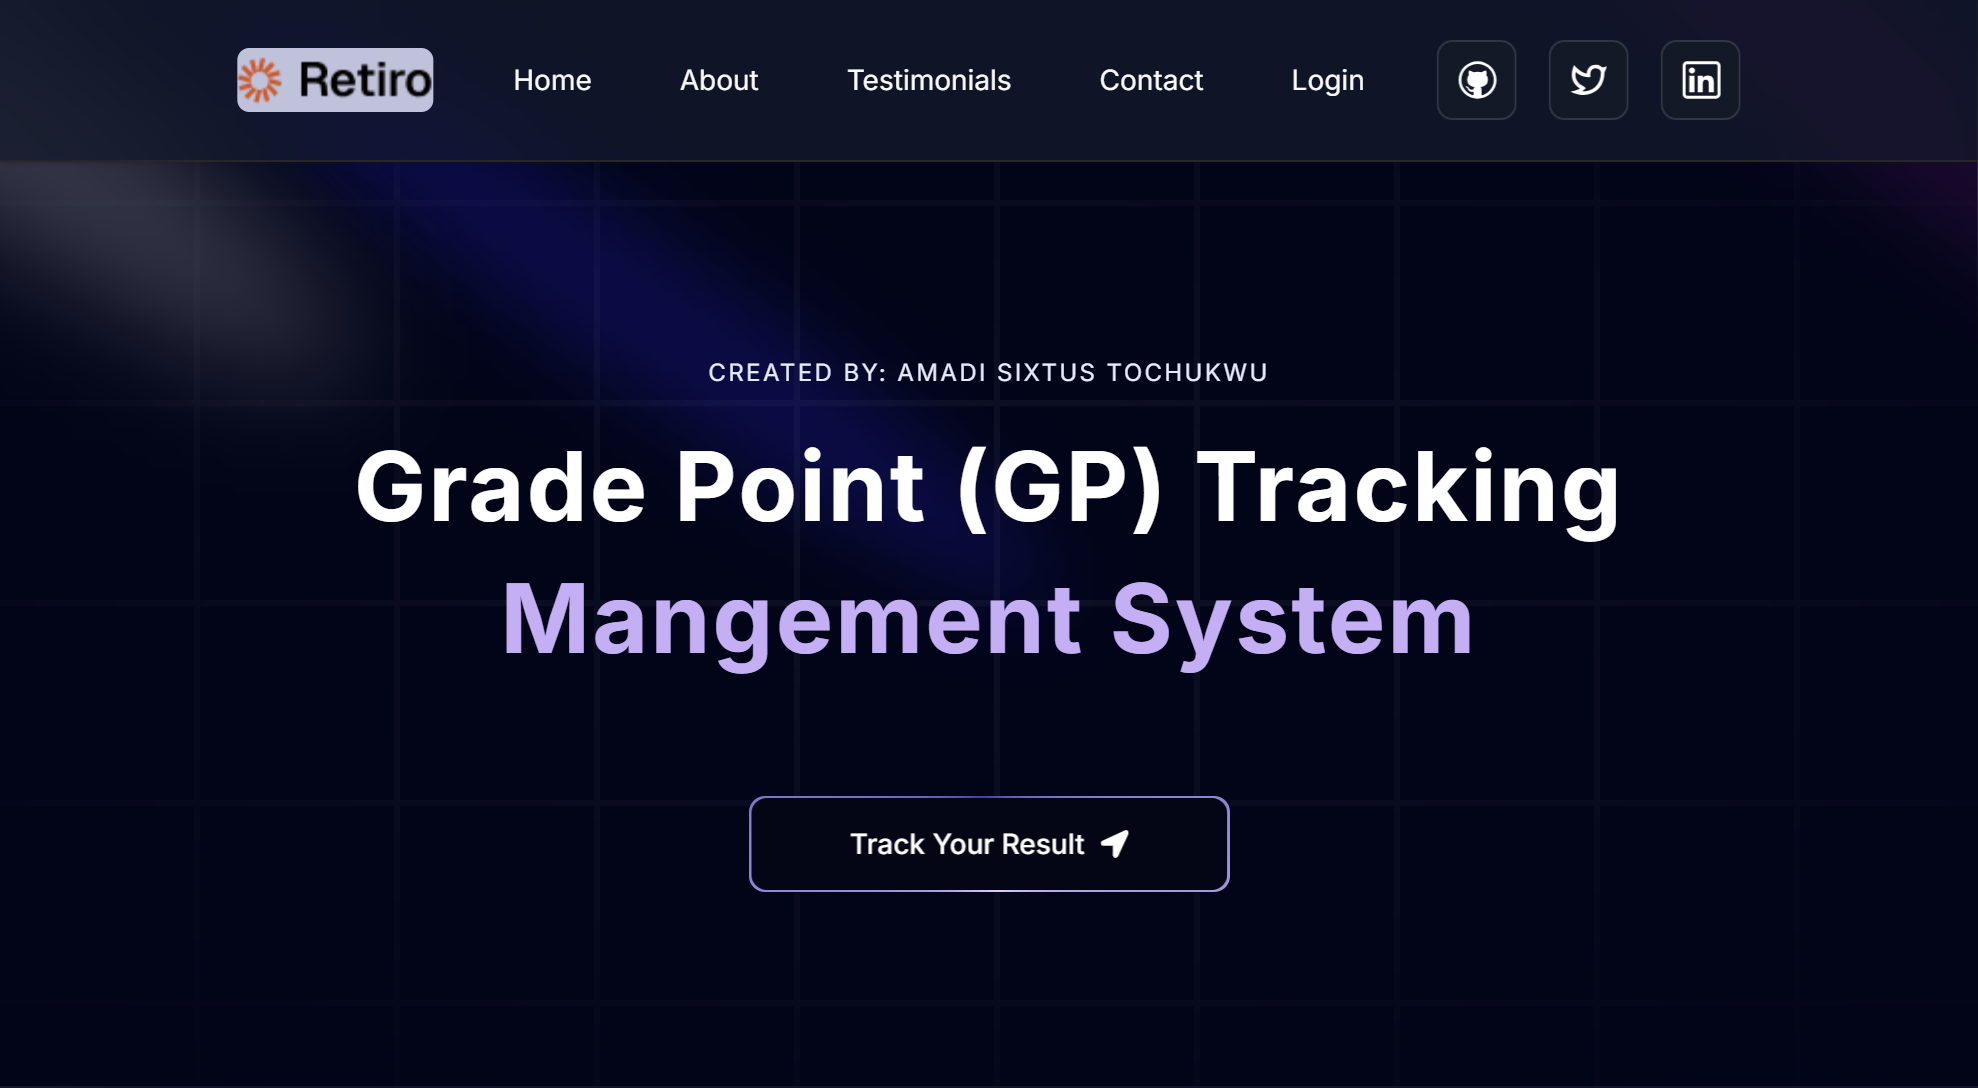 Retiro
Home
About
Testimonials
Contact
Login
CREATED BY: AMADI SIXTUS TOCHUKWU
Grade Point (GP) Tracking
Mangement System
Track Your Result